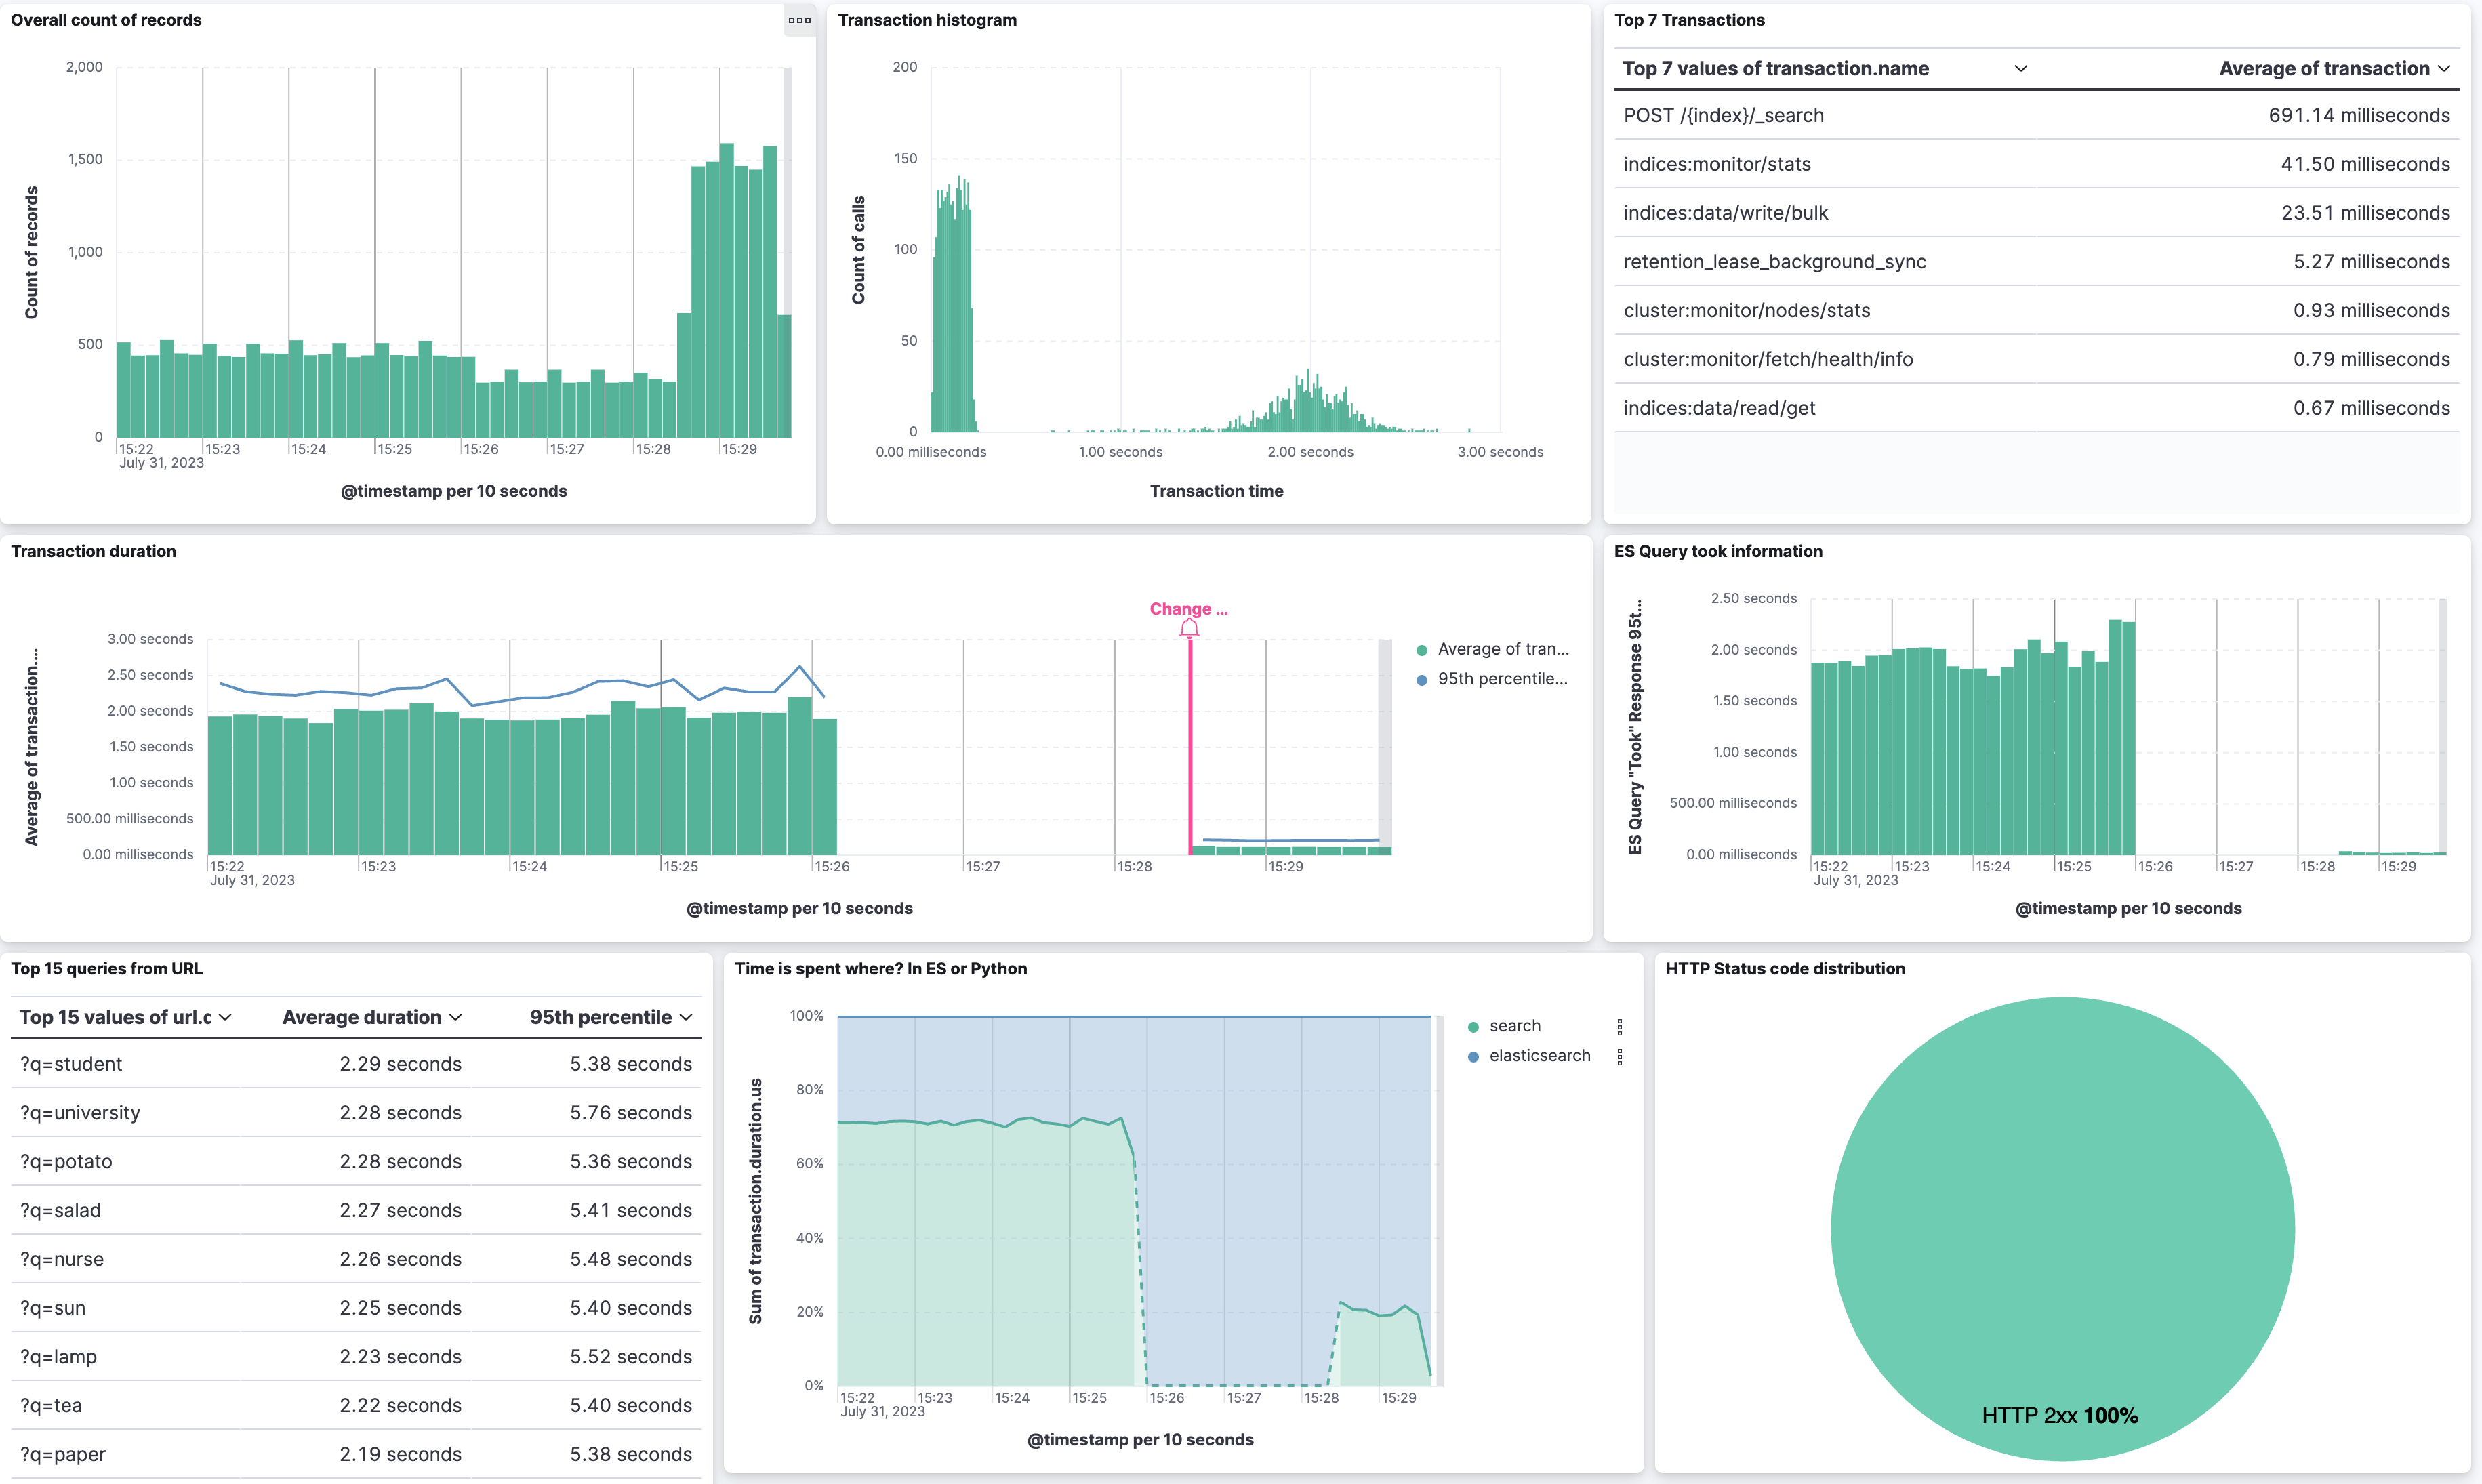 Overall count of records
Count of records
2,000
1,500
1,000
500
0
15:22
15:23
15:24
15:25
15:26
15:27
15:28
15:29
July 31, 2023
@timestamp per 10 seconds
Transaction histogram
Count of calls
200
150
100
50
0
0.00 milliseconds
1.00 seconds
2.00 seconds
3.00 seconds
Transaction time
Top 7 Transactions
Top 7 values of transaction.name Average of transaction
POST /{index}/_search 691.14 milliseconds
indices:monitor/stats 41.50 milliseconds
indices:data/write/bulk 23.51 milliseconds
retention_lease_background_sync 5.27 milliseconds
cluster:monitor/nodes/stats 0.93 milliseconds
cluster:monitor/fetch/health/info 0.79 milliseconds
indices:data/read/get 0.67 milliseconds
Transaction duration
Change ...
Average of transaction....
3.00 seconds
2.50 seconds
2.00 seconds
1.50 seconds
1.00 seconds
500.00 milliseconds
0.00 milliseconds
15:22
15:23
15:24
15:25
15:26
15:27
15:28
15:29
July 31, 2023
@timestamp per 10 seconds
Average of tran...
95th percentile...
ES Query took information
ES Query "Took" Response 95t...
2.50 seconds
2.00 seconds
1.50 seconds
1.00 seconds
500.00 milliseconds
0.00 milliseconds
15:22
15:23
15:24
15:25
15:26
15:27
15:28
15:29
July 31, 2023
@timestamp per 10 seconds
Top 15 queries from URL
Top 15 values of url.q Average duration 95th percentile
?q=student 2.29 seconds 5.38 seconds
?q=university 2.28 seconds 5.76 seconds
?q=potato 2.28 seconds 5.36 seconds
?q=salad 2.27 seconds 5.41 seconds
?q=nurse 2.26 seconds 5.48 seconds
?q=sun 2.25 seconds 5.40 seconds
?q=lamp 2.23 seconds 5.52 seconds
?q=tea 2.22 seconds 5.40 seconds
?q=paper 2.19 seconds 5.38 seconds
Time is spent where? In ES or Python
Sum of transaction.duration.us
100%
80%
60%
40%
20%
0%
15:22
15:23
15:24
15:25
15:26
15:27
15:28
15:29
July 31, 2023
@timestamp per 10 seconds
search
elasticsearch
HTTP Status code distribution
HTTP 2xx 100%